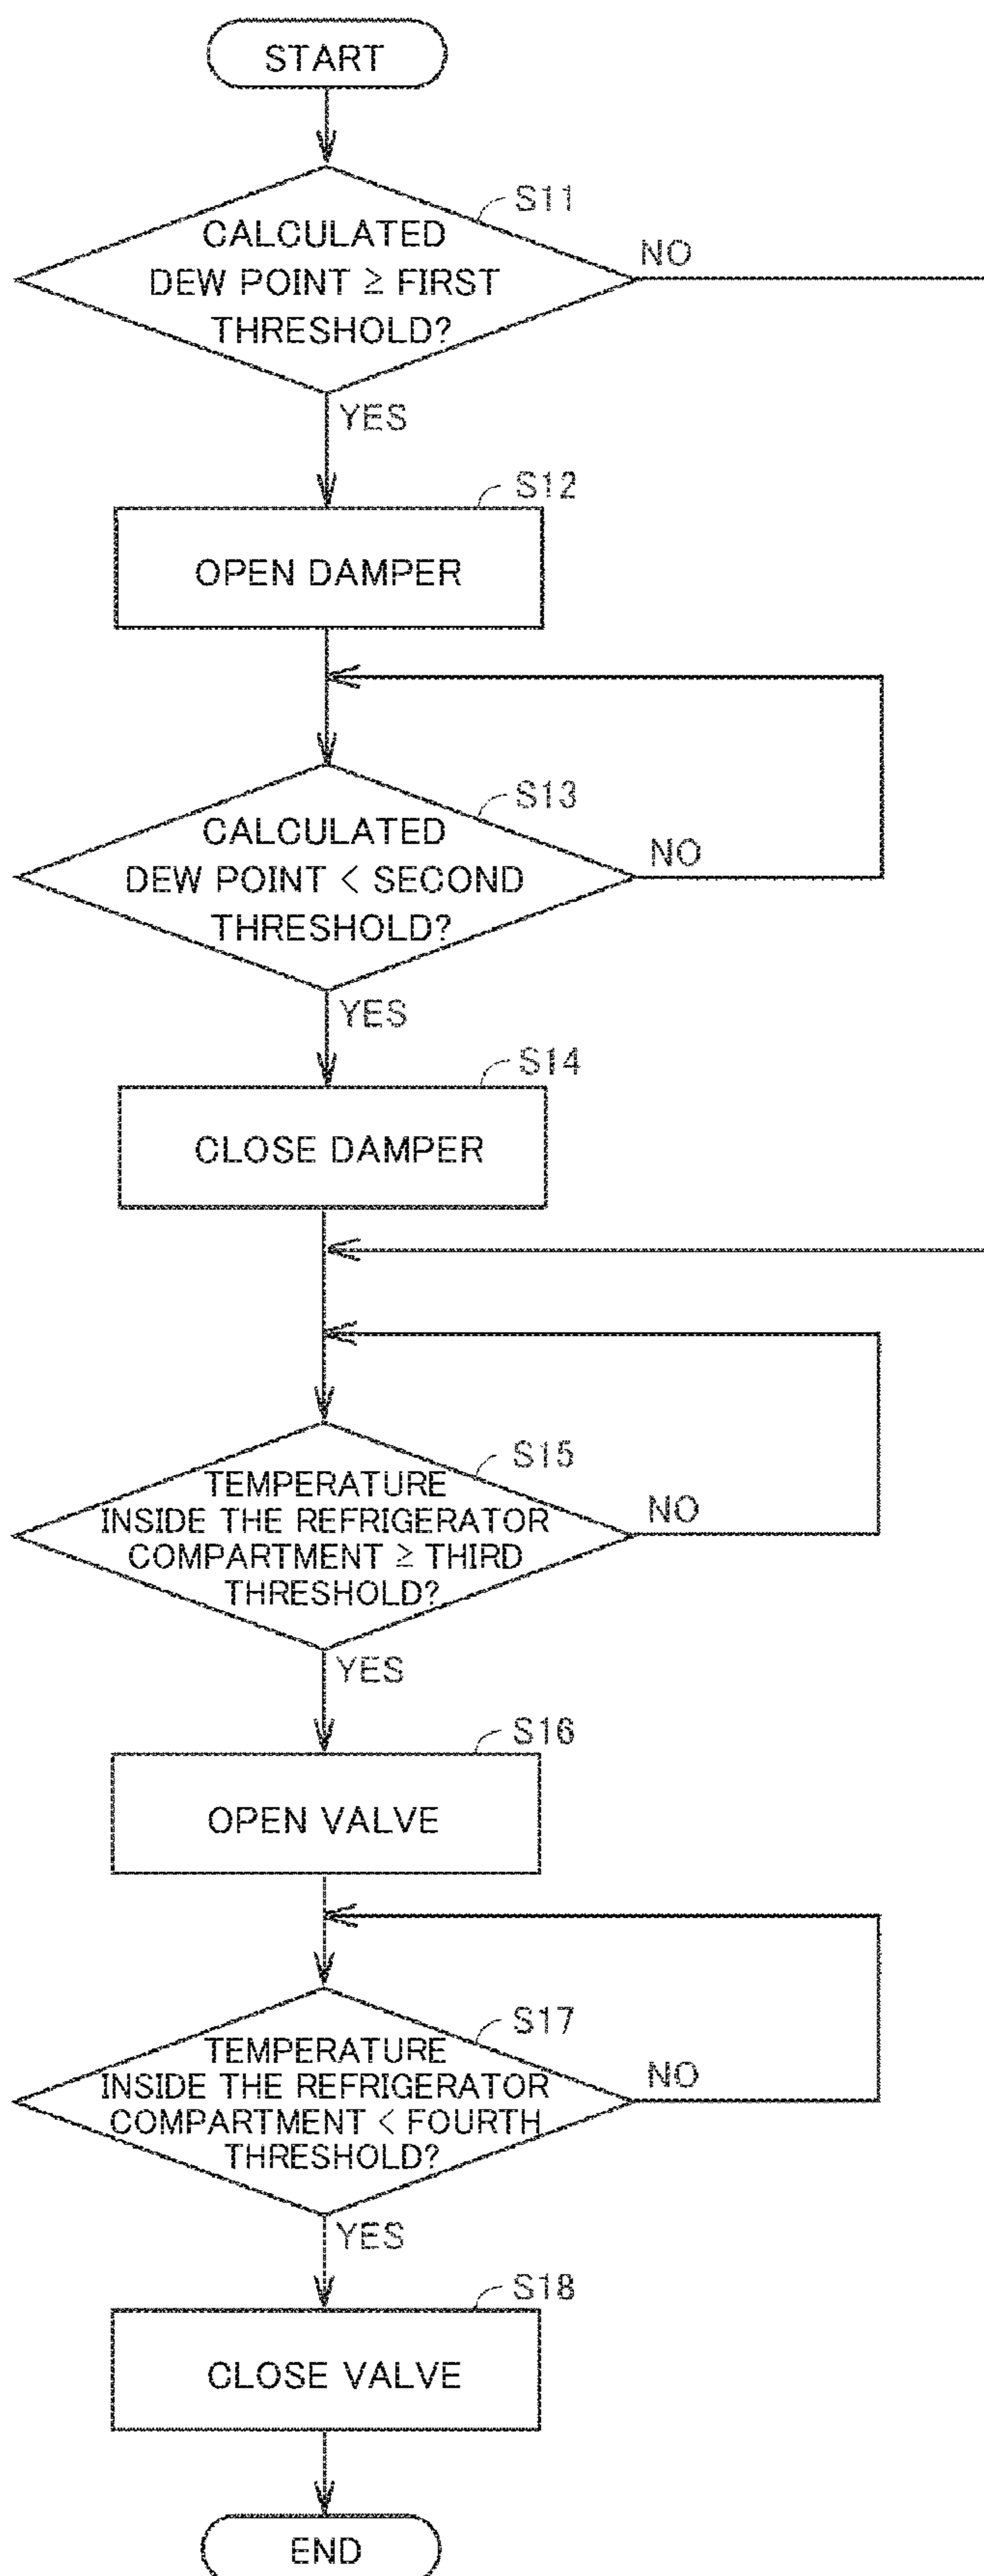 START
S11
CALCULATED
DEW POINT ≥ FIRST
THRESHOLD?
NO
YES
S12
OPEN DAMPER
S13
CALCULATED
DEW POINT < SECOND
THRESHOLD?
NO
YES
S14
CLOSE DAMPER
S15
TEMPERATURE
INSIDE THE REFRIGERATOR
COMPARTMENT ≥ THIRD
THRESHOLD?
NO
YES
S16
OPEN VALVE
S17
TEMPERATURE
INSIDE THE REFRIGERATOR
COMPARTMENT < FOURTH
THRESHOLD?
NO
YES
S18
CLOSE VALVE
END